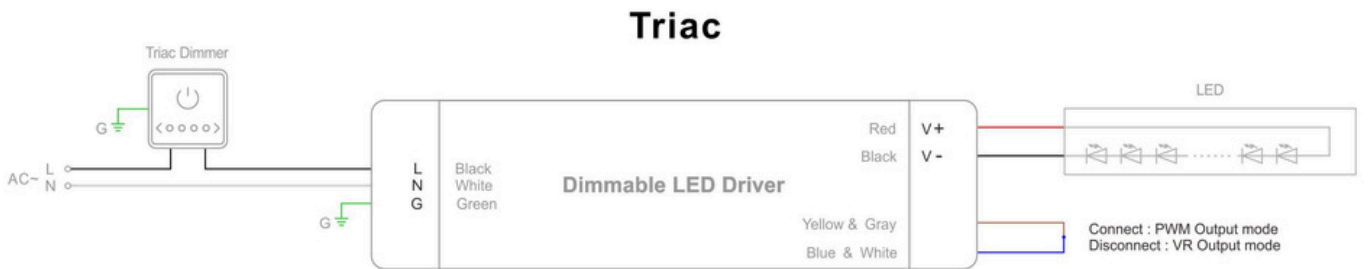 Triac
Triac Dimmer
G
AC~ L
N
L Black
N White
G Green
G
Dimmable LED Driver
Red V+
Black V-
Yellow & Gray
Blue & White
LED
Connect : PWM Output mode
Disconnect : VR Output mode